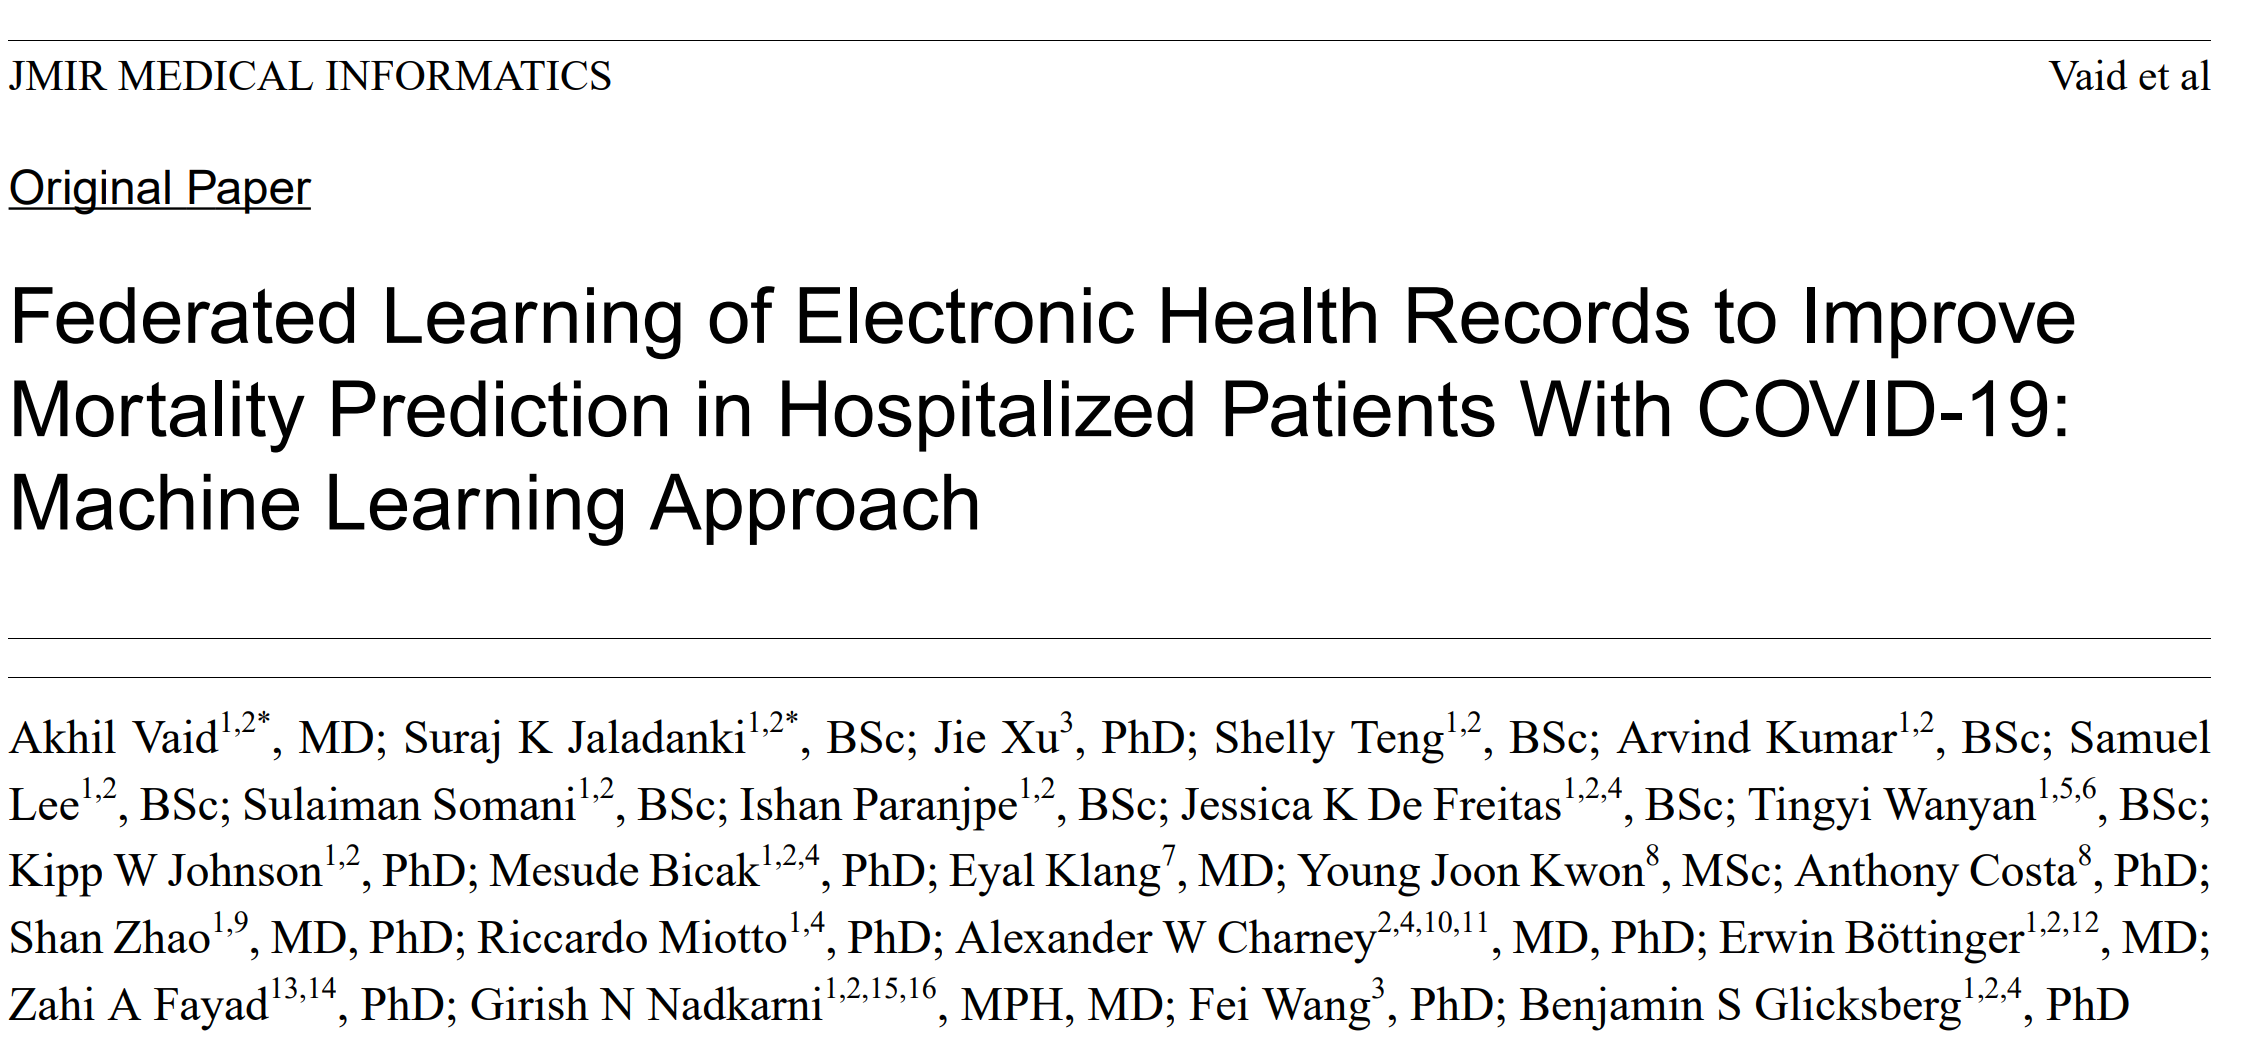 JMIR MEDICAL INFORMATICS Vaid et al
Original Paper
Federated Learning of Electronic Health Records to Improve
Mortality Prediction in Hospitalized Patients With COVID-19:
Machine Learning Approach
Akhil Vaid1,2*, MD; Suraj K Jaladanki1,2*, BSc; Jie Xu3, PhD; Shelly Teng1,2, BSc; Arvind Kumar1,2, BSc; Samuel
Lee1,2, BSc; Sulaiman Somani1,2, BSc; Ishan Paranjpe1,2, BSc; Jessica K De Freitas1,2,4, BSc; Tingyi Wanyan1,5,6, BSc;
Kipp W Johnson1,2, PhD; Mesude Bicak1,2,4, PhD; Eyal Klang7, MD; Young Joon Kwon8, MSc; Anthony Costa8, PhD;
Shan Zhao1,9, MD, PhD; Riccardo Miotto1,4, PhD; Alexander W Charney2,4,10,11, MD, PhD; Erwin Böttinger1,2,12, MD;
Zahi A Fayad13,14, PhD; Girish N Nadkarni1,2,15,16, MPH, MD; Fei Wang3, PhD; Benjamin S Glicksberg1,2,4, PhD